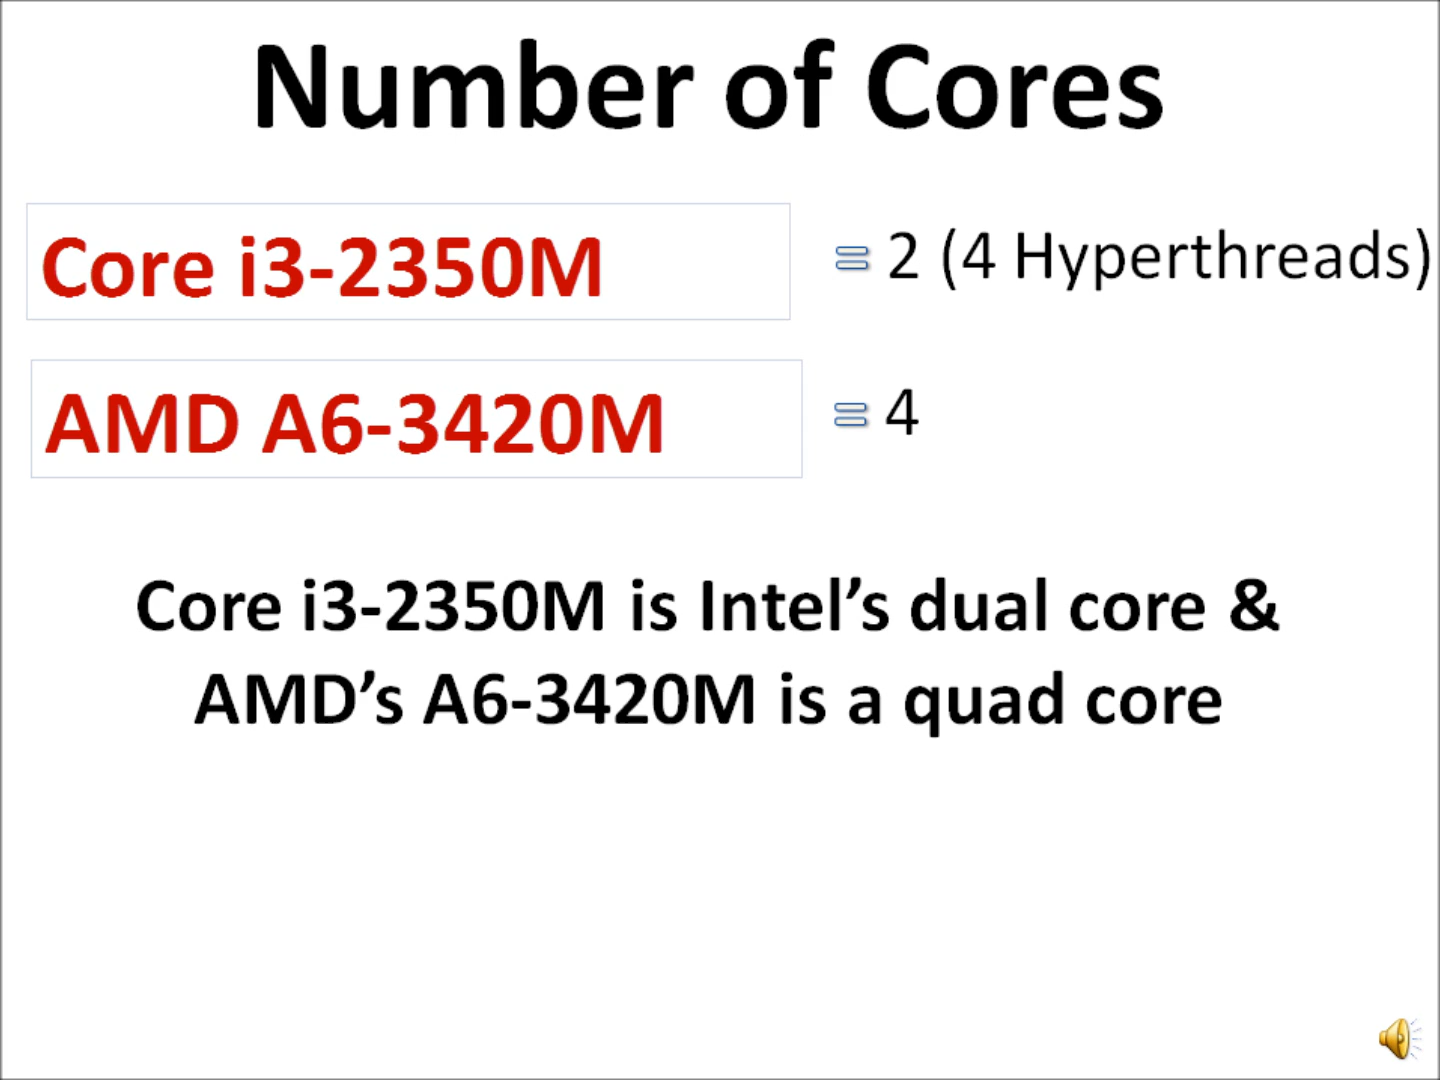 Number of Cores
Core i3-2350M = 2 (4 Hyperthreads)
AMD A6-3420M = 4
Core i3-2350M is Intel’s dual core &
AMD’s A6-3420M is a quad core